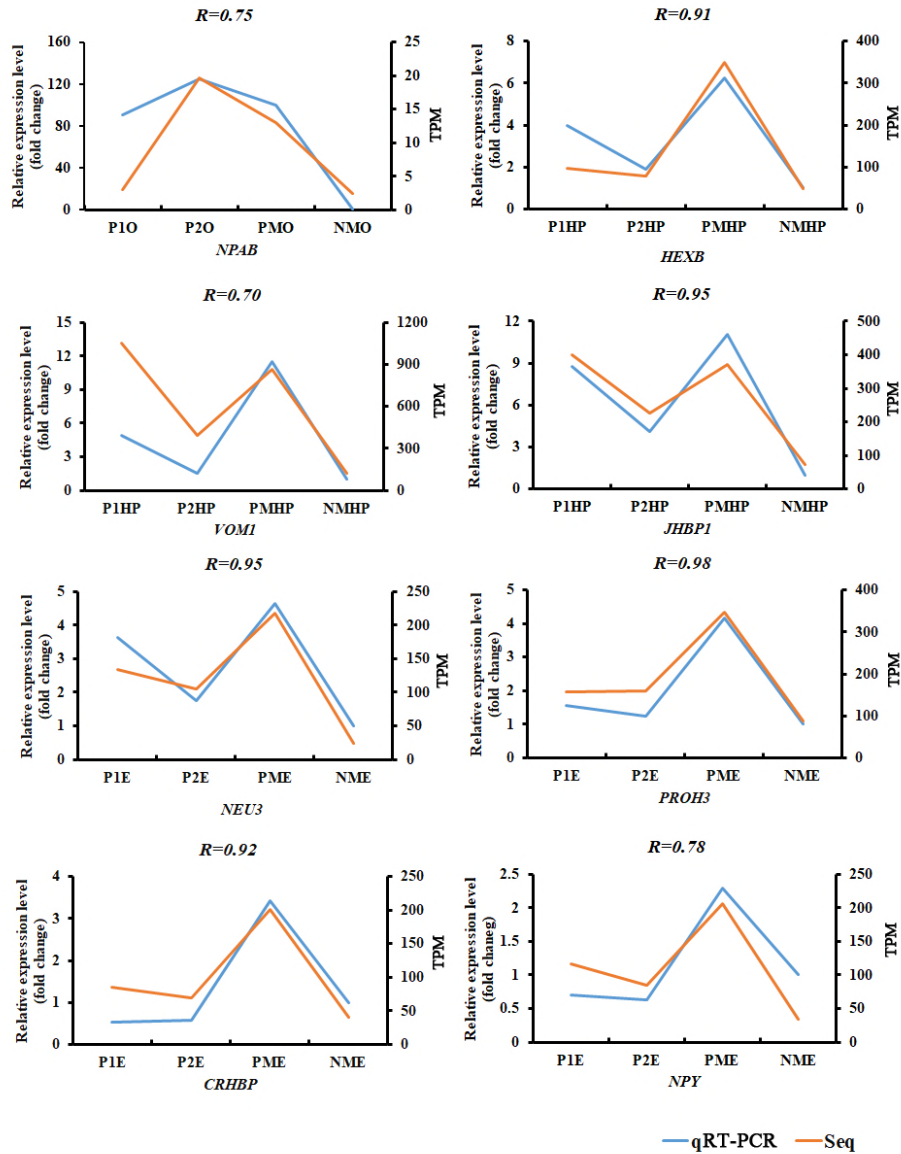 R=0.75
Relative expression level
(fold change)
160
120
80
40
0
25
20
15
10
5
0
TPM
P1O P2O PMO NMO
NPAB
R=0.91
Relative expression level
(fold change)
8
6
4
2
0
400
300
200
100
0
TPM
P1HP P2HP PMHP NMHP
HEXB
R=0.70
Relative expression level
(fold change)
15
12
9
6
3
0
1200
900
600
300
0
TPM
P1HP P2HP PMHP NMHP
VOM1
R=0.95
Relative expression level
(fold change)
12
9
6
3
0
500
400
300
200
100
0
TPM
P1HP P2HP PMHP NMHP
JHBP1
R=0.95
Relative expression level
(fold change)
5
4
3
2
1
0
250
200
150
100
50
0
TPM
P1E P2E PME NME
NEU3
R=0.98
Relative expression level
(fold change)
5
4
3
2
1
0
400
300
200
100
0
TPM
P1E P2E PME NME
PROH3
R=0.92
Relative expression level
(fold change)
4
3
2
1
0
250
200
150
100
50
0
TPM
P1E P2E PME NME
CRHBP
R=0.78
Relative expression level
(fold chaneg)
2.5
2
1.5
1
0.5
0
250
200
150
100
50
0
TPM
P1E P2E PME NME
NPY
qRT-PCR Seq